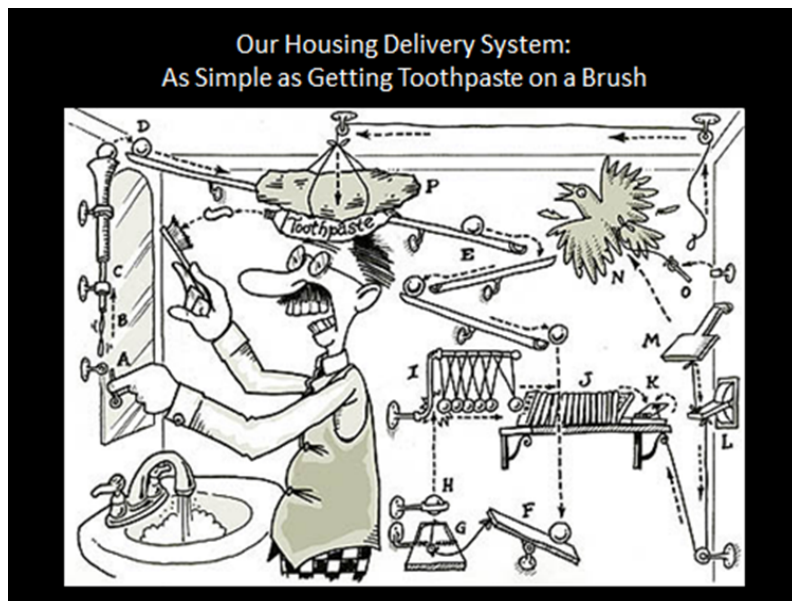 Our Housing Delivery System:
As Simple as Getting Toothpaste on a Brush
D
P
Toothpaste
C
E
N
O
B
M
A
I
J
K
L
H
G
F